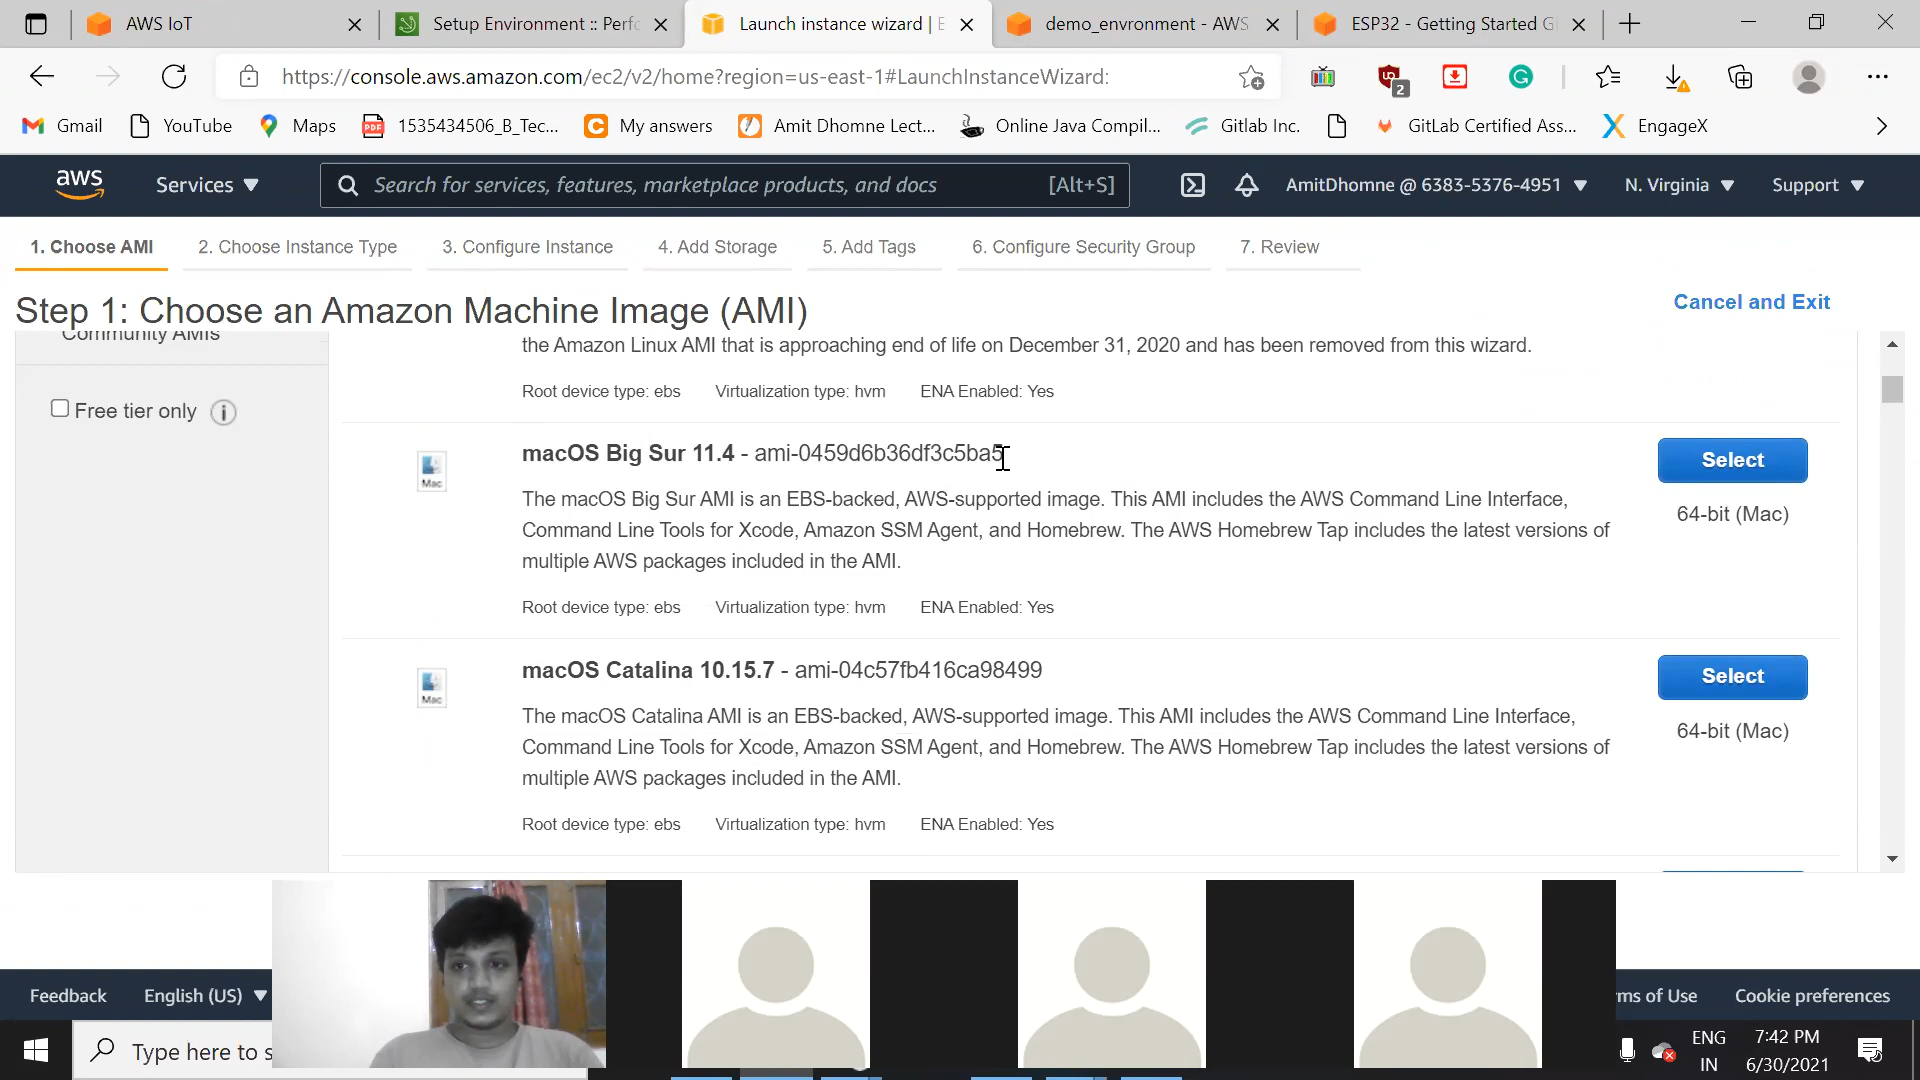 AWS IoT
Setup Environment :: Perfo
Launch instance wizard | E
demo_envronment - AWS
ESP32 - Getting Started G
https://console.aws.amazon.com/ec2/v2/home?region=us-east-1#LaunchInstanceWizard:
2
Gmail
YouTube
Maps
PDF
1535434506_B_Tec...
My answers
Amit Dhomne Lect...
Online Java Compil...
Gitlab Inc.
GitLab Certified Ass...
EngageX
aws
Services
Search for services, features, marketplace products, and docs
[Alt+S]
AmitDhomne @ 6383-5376-4951
N. Virginia
Support
1. Choose AMI
2. Choose Instance Type
3. Configure Instance
4. Add Storage
5. Add Tags
6. Configure Security Group
7. Review
Step 1: Choose an Amazon Machine Image (AMI)
Cancel and Exit
Community AMIs
Free tier only
the Amazon Linux AMI that is approaching end of life on December 31, 2020 and has been removed from this wizard.
Root device type: ebs Virtualization type: hvm ENA Enabled: Yes
Mac
macOS Big Sur 11.4 - ami-0459d6b36df3c5ba5
Select
64-bit (Mac)
The macOS Big Sur AMI is an EBS-backed, AWS-supported image. This AMI includes the AWS Command Line Interface,
Command Line Tools for Xcode, Amazon SSM Agent, and Homebrew. The AWS Homebrew Tap includes the latest versions of
multiple AWS packages included in the AMI.
Root device type: ebs Virtualization type: hvm ENA Enabled: Yes
Mac
macOS Catalina 10.15.7 - ami-04c57fb416ca98499
Select
64-bit (Mac)
The macOS Catalina AMI is an EBS-backed, AWS-supported image. This AMI includes the AWS Command Line Interface,
Command Line Tools for Xcode, Amazon SSM Agent, and Homebrew. The AWS Homebrew Tap includes the latest versions of
multiple AWS packages included in the AMI.
Root device type: ebs Virtualization type: hvm ENA Enabled: Yes
Feedback
English (US)
ms of Use
Cookie preferences
Type here to s
ENG
IN
7:42 PM
6/30/2021